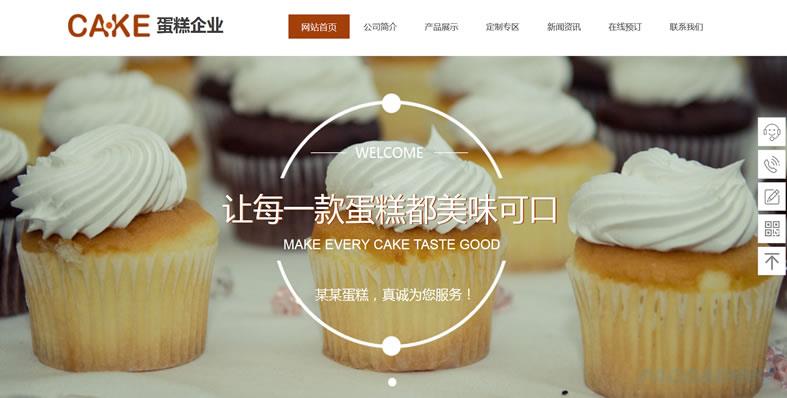 CAKE 蛋糕企业
网站首页 公司简介 产品展示 定制专区 新闻资讯 在线预订 联系我们
WELCOME
让每一款蛋糕都美味可口
MAKE EVERY CAKE TASTE GOOD
某某蛋糕，真诚为您服务！